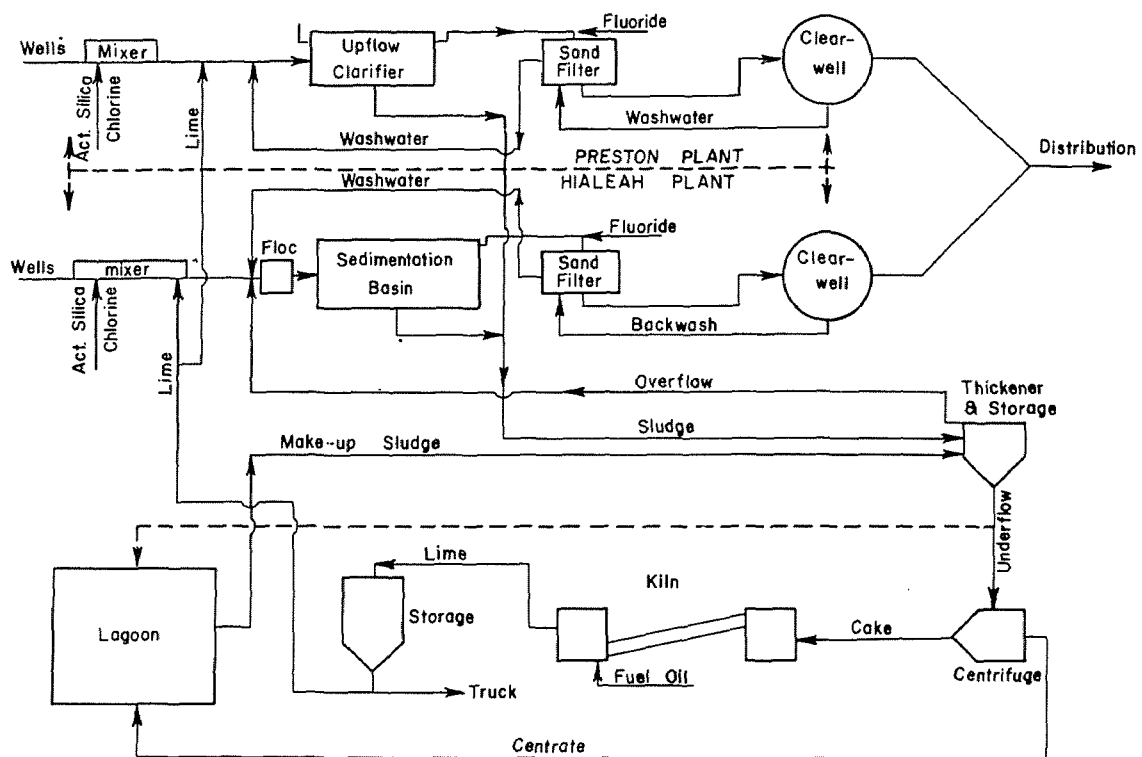 Wells
Mixer
Act. Silica
Chlorine
Lime
Upflow
Clarifier
Fluoride
Sand
Filter
Clear-
well
Washwater
Washwater
PRESTON PLANT
Distribution
Washwater
HIALEAH PLANT
Wells
mixer
Act. Silica
Chlorine
Lime
Floc
Sedimentation
Basin
Fluoride
Sand
Filter
Clear-
well
Backwash
Overflow
Thickener
& Storage
Sludge
Make-up Sludge
Underflow
Lagoon
Lime
Storage
Kiln
Cake
Centrifuge
Fuel Oil
Truck
Centrate